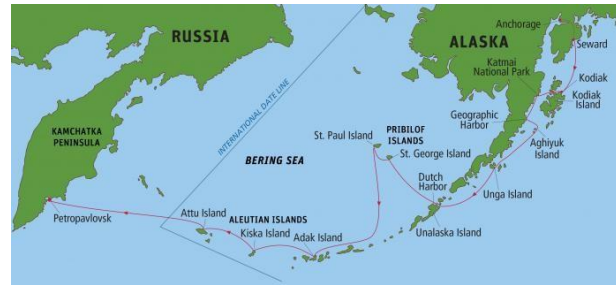 RUSSIA
ALASKA
Anchorage
Seward
Katmai
National Park
Kodiak
Kodiak
Island
KAMCHATKA
PENINSULA
INTERNATIONAL DATE LINE
BERING SEA
Geographic
Harbor
Aghiyuk
Island
St. Paul Island
PRIBILOF
ISLANDS
St. George Island
Dutch
Harbor
Unga Island
Unalaska Island
Petropavlovsk
Attu Island
ALEUTIAN ISLANDS
Kiska Island
Adak Island